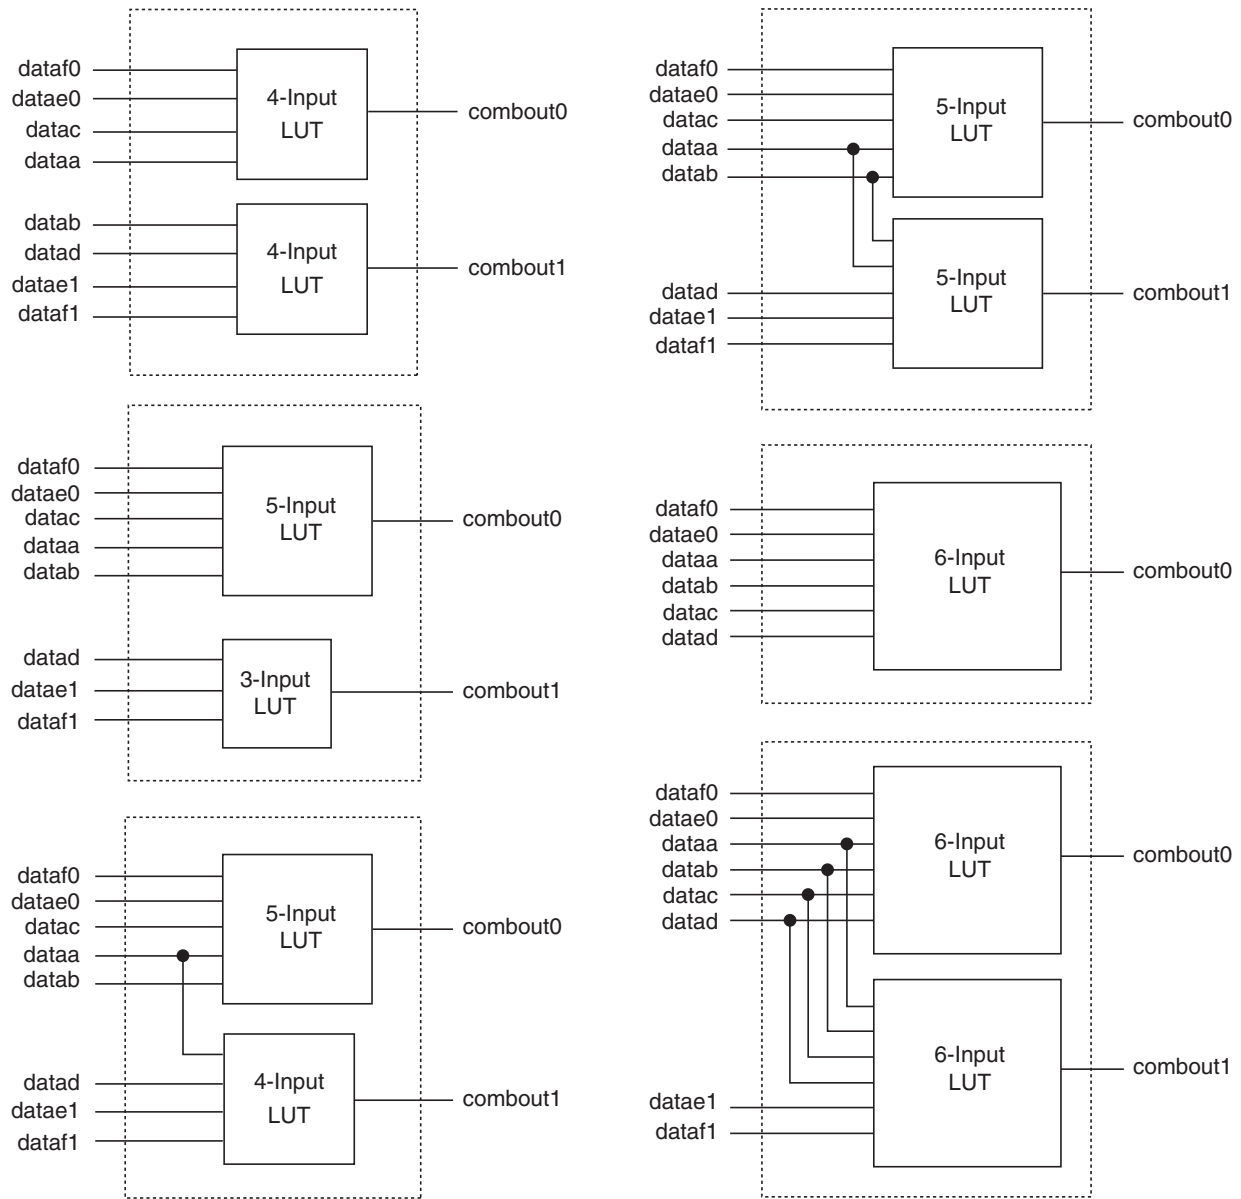 dataf0
datae0
datac
dataa
4-Input
LUT
combout0
datab
datad
datae1
dataf1
4-Input
LUT
combout1
dataf0
datae0
datac
dataa
datab
5-Input
LUT
combout0
datad
datae1
dataf1
3-Input
LUT
combout1
dataf0
datae0
datac
dataa
datab
5-Input
LUT
combout0
datad
datae1
dataf1
4-Input
LUT
combout1
dataf0
datae0
datac
dataa
datab
5-Input
LUT
combout0
datad
datae1
dataf1
5-Input
LUT
combout1
dataf0
datae0
dataa
datab
datac
datad
6-Input
LUT
combout0
dataf0
datae0
dataa
datab
datac
datad
6-Input
LUT
combout0
datae1
dataf1
6-Input
LUT
combout1